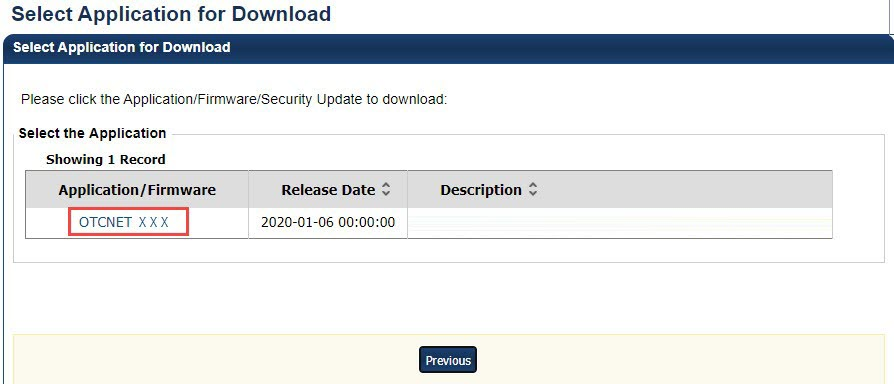 Select Application for Download
Select Application for Download
Please click the Application/Firmware/Security Update to download:
Select the Application
Showing 1 Record
Application/Firmware Release Date Description
OTCNET X X X 2020-01-06 00:00:00
Previous